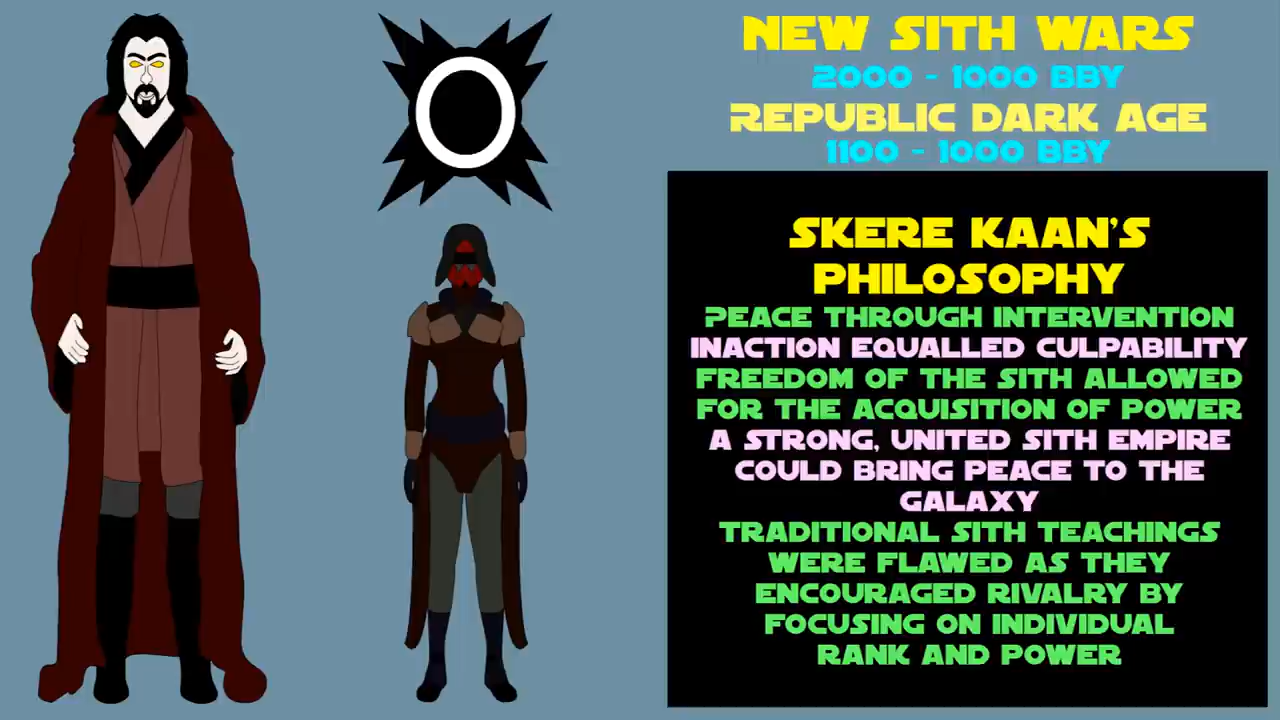 NEW SITH WARS
2000 - 1000 BBY
REPUBLIC DARK AGE
1100 - 1000 BBY
SKERE KAAN'S
PHILOSOPHY
PEACE THROUGH INTERVENTION
INACTION EQUALLED CULPABILITY
FREEDOM OF THE SITH ALLOWED
FOR THE ACQUISITION OF POWER
A STRONG, UNITED SITH EMPIRE
COULD BRING PEACE TO THE
GALAXY
TRADITIONAL SITH TEACHINGS
WERE FLAWED AS THEY
ENCOURAGED RIVALRY BY
FOCUSING ON INDIVIDUAL
RANK AND POWER